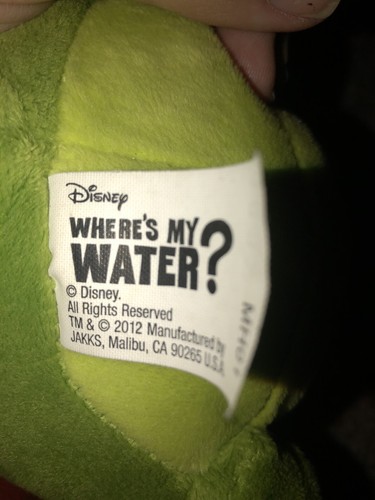 Disney
WHERE'S MY
WATER?
© Disney.
All Rights Reserved
TM & © 2012 Manufactured by
JAKKS, Malibu, CA 90265 U.S.A